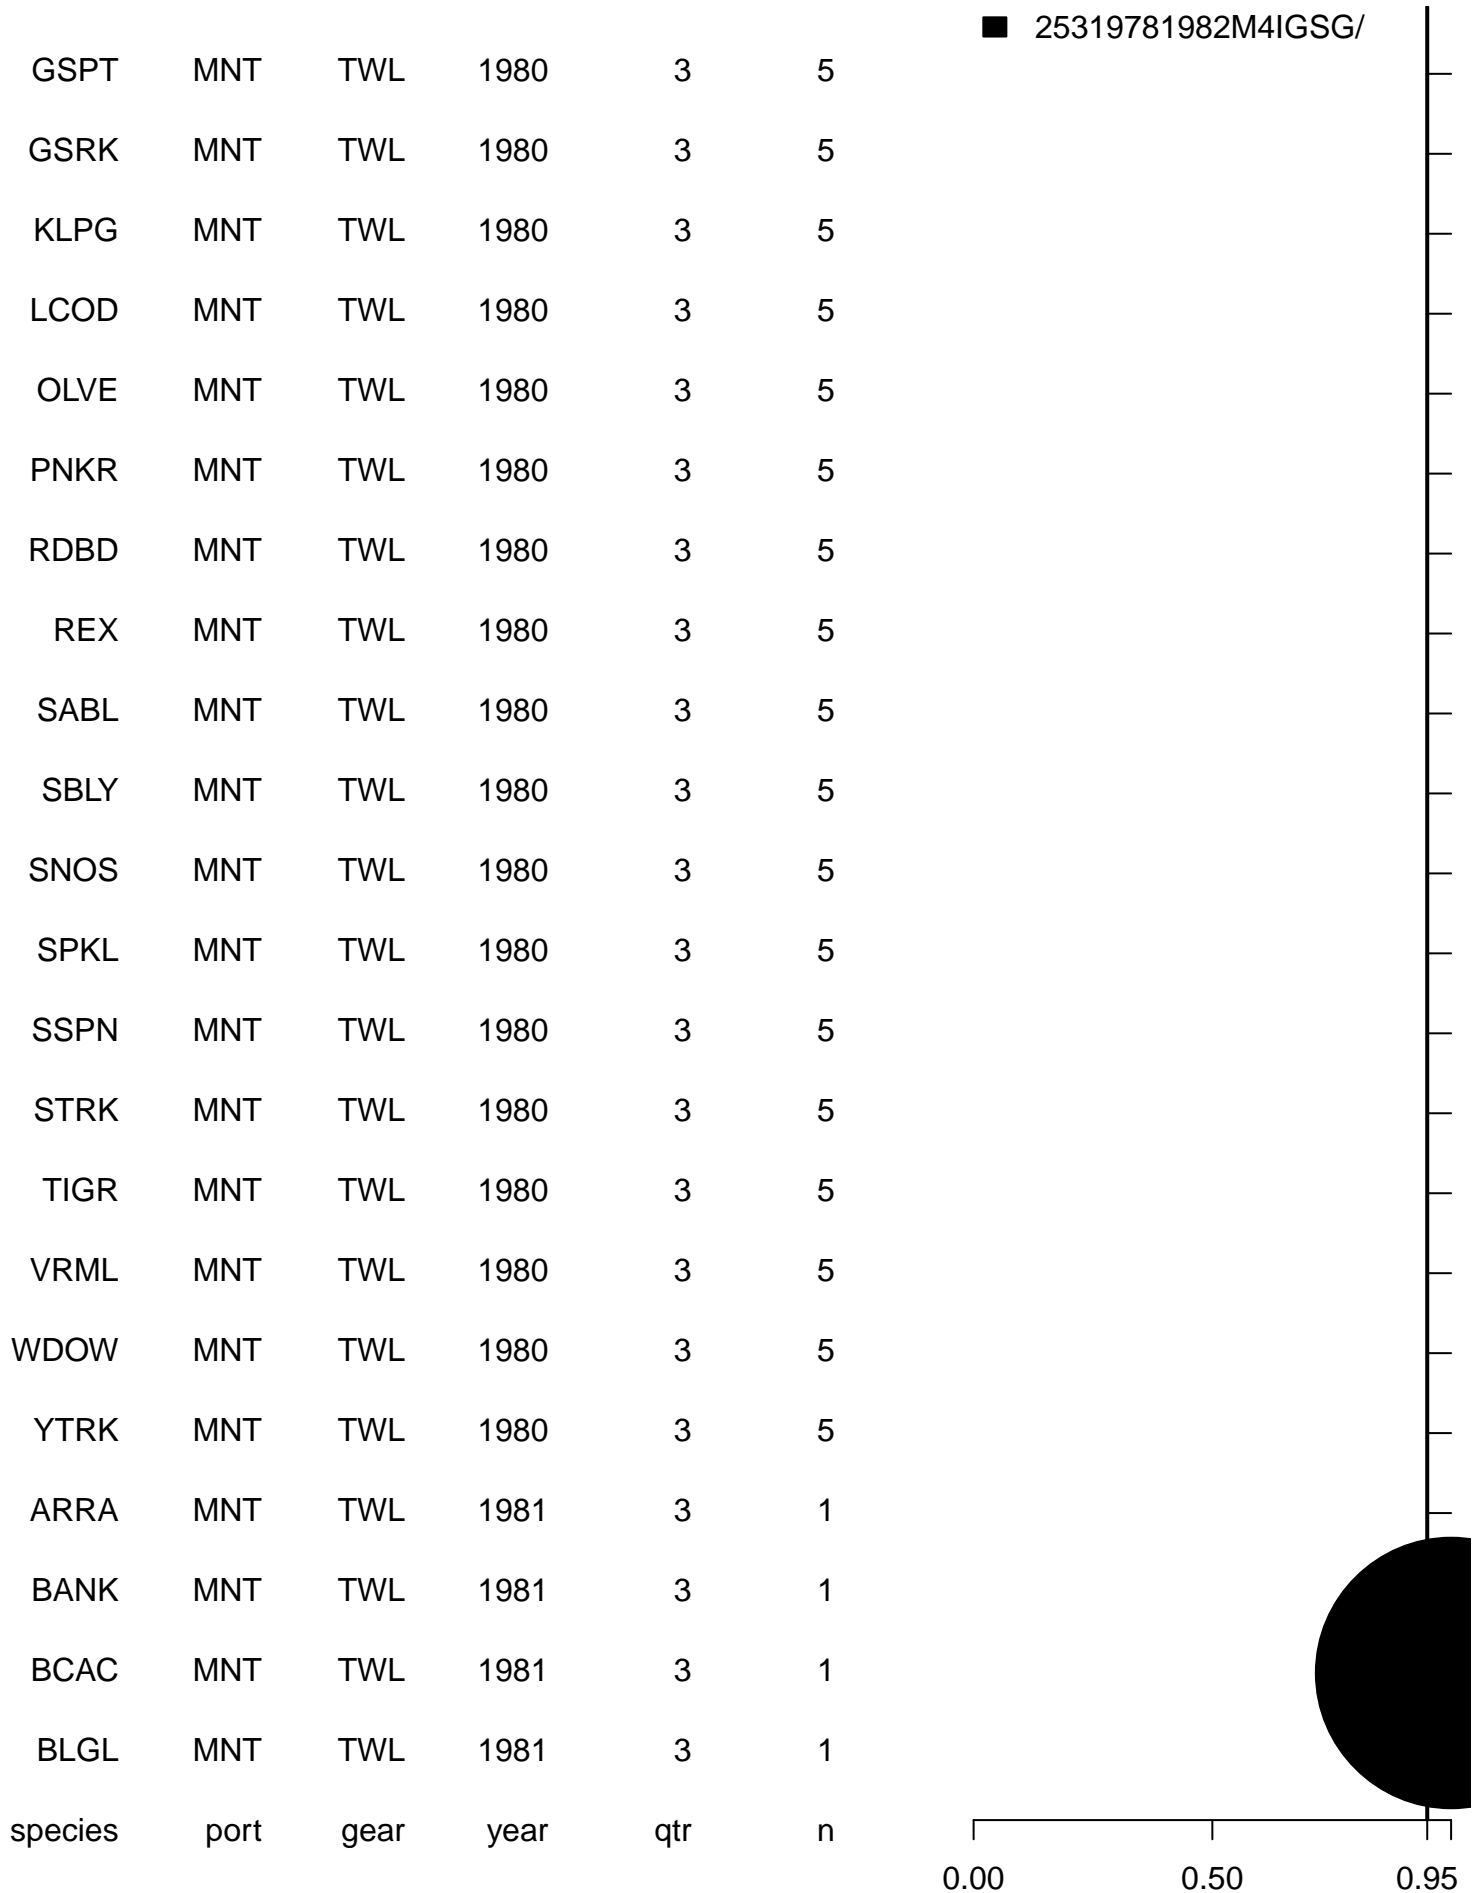 25319781982M4IGSG/
GSPT MNT TWL 1980 3 5
GSRK MNT TWL 1980 3 5
KLPG MNT TWL 1980 3 5
LCOD MNT TWL 1980 3 5
OLVE MNT TWL 1980 3 5
PNKR MNT TWL 1980 3 5
RDBD MNT TWL 1980 3 5
REX MNT TWL 1980 3 5
SABL MNT TWL 1980 3 5
SBLY MNT TWL 1980 3 5
SNOS MNT TWL 1980 3 5
SPKL MNT TWL 1980 3 5
SSPN MNT TWL 1980 3 5
STRK MNT TWL 1980 3 5
TIGR MNT TWL 1980 3 5
VRML MNT TWL 1980 3 5
WDOW MNT TWL 1980 3 5
YTRK MNT TWL 1980 3 5
ARRA MNT TWL 1981 3 1
BANK MNT TWL 1981 3 1
BCAC MNT TWL 1981 3 1
BLGL MNT TWL 1981 3 1
species port gear year qtr n
0.00 0.50 0.95